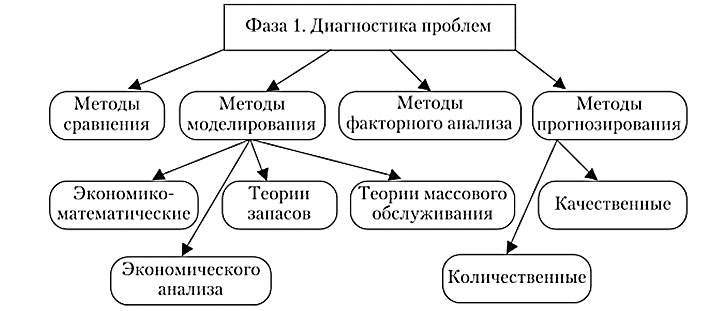 Фаза 1. Диагностика проблем
Методы
сравнения
Методы
моделирования
Методы
факторного анализа
Методы
прогнозирования
Экономико-
математические
Теории
запасов
Теории массового
обслуживания
Качественные
Экономического
анализа
Количественные